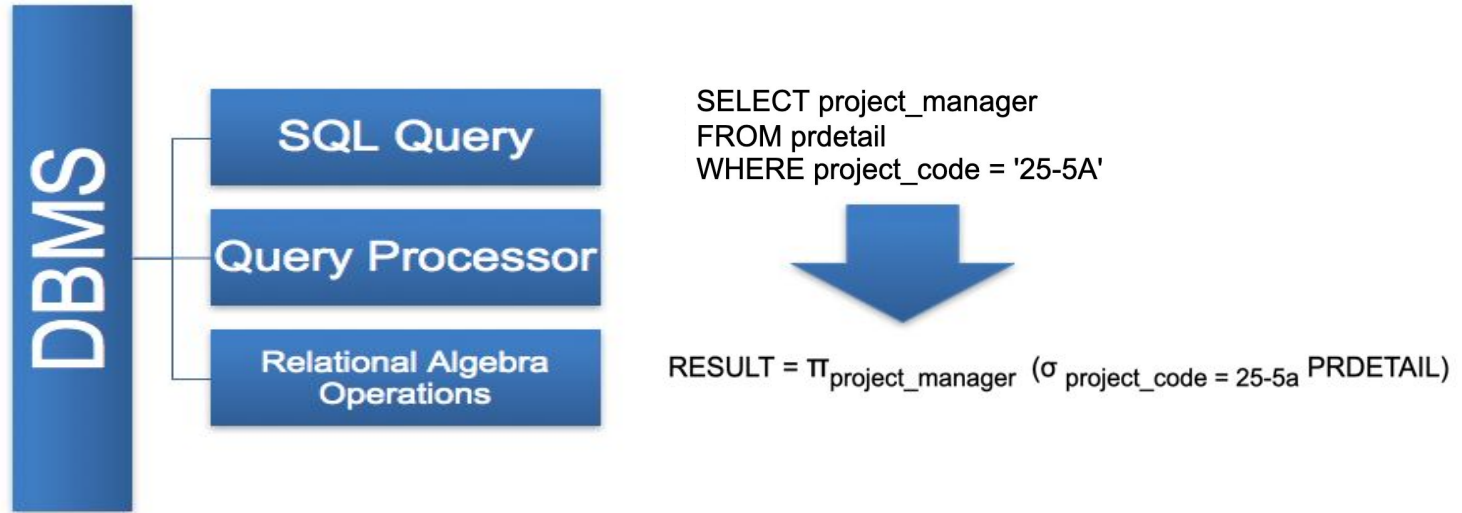 DBMS
SQL Query
Query Processor
Relational Algebra
Operations
SELECT project_manager
FROM prdetail
WHERE project_code = '25-5A'
RESULT = π project_manager (σ project_code = 25-5a PRDETAIL)